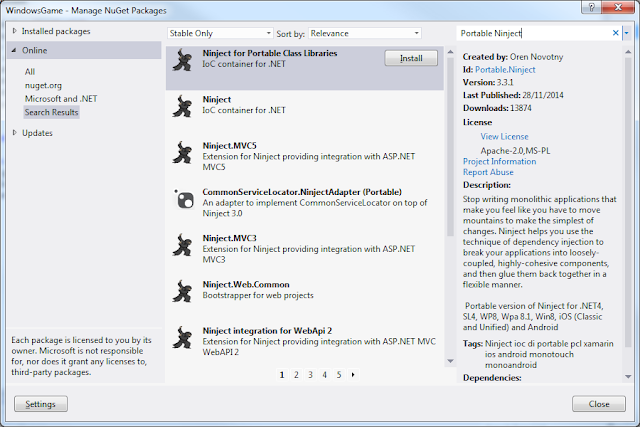 WindowsGame - Manage NuGet Packages
Installed packages
Online
All
nuget.org
Microsoft and .NET
Search Results
Updates
Each package is licensed to you by its
owner. Microsoft is not responsible
for, nor does it grant any licenses to,
third-party packages.
Settings
Stable Only
Sort by: Relevance
Ninject for Portable Class Libraries
IoC container for .NET
Install
Ninject
IoC container for .NET
Ninject.MVC5
Extension for Ninject providing integration with ASP.NET
MVC5
CommonServiceLocator.NinjectAdapter (Portable)
An adapter to implement CommonServiceLocator on top of
Ninject 3.0
Ninject.MVC3
Extension for Ninject providing integration with ASP.NET
MVC3
Ninject.Web.Common
Bootstrapper for web projects
Ninject integration for WebApi 2
Extension for Ninject providing integration with ASP.NET MVC
WebAPI 2
1 2 3 4 5
Portable Ninject
Created by: Oren Novotny
Id: Portable.Ninject
Version: 3.3.1
Last Published: 28/11/2014
Downloads: 13874
License
View License
Apache-2.0,MS-PL
Project Information
Report Abuse
Description:
Stop writing monolithic applications that
make you feel like you have to move
mountains to make the simplest of
changes. Ninject helps you use the
technique of dependency injection to
break your applications into loosely-
coupled, highly-cohesive components,
and then glue them back together in a
flexible manner.
Portable version of Ninject for .NET4,
SL4, WP8, Wpa 8.1, Win8, iOS (Classic
and Unified) and Android
Tags: Ninject ioc di portable pcl xamarin
ios android monotouch
monoandroid
Dependencies:
Close